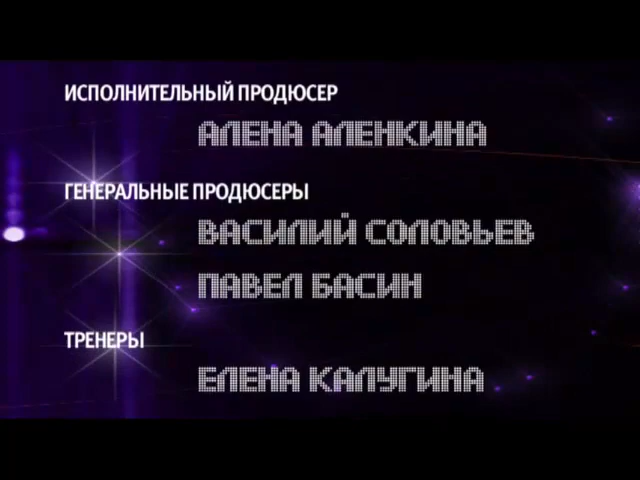 ИСПОЛНИТЕЛЬНЫЙ ПРОДЮСЕР
АЛЕНА АЛЕНКИНА
ГЕНЕРАЛЬНЫЕ ПРОДЮСЕРЫ
ВАСИЛИЙ СОЛОВЬЕВ
ПАВЕЛ БАСИН
ТРЕНЕРЫ
ЕЛЕНА КАЛУГИНА